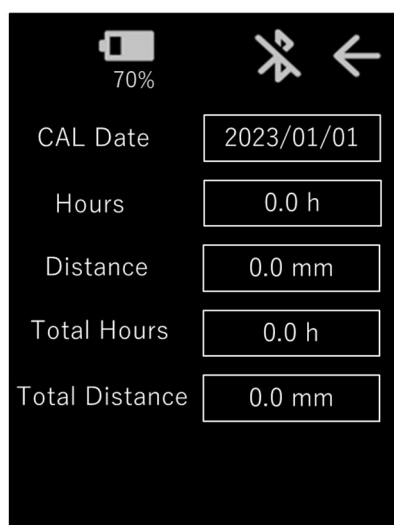 70%
CAL Date 2023/01/01
Hours 0.0 h
Distance 0.0 mm
Total Hours 0.0 h
Total Distance 0.0 mm